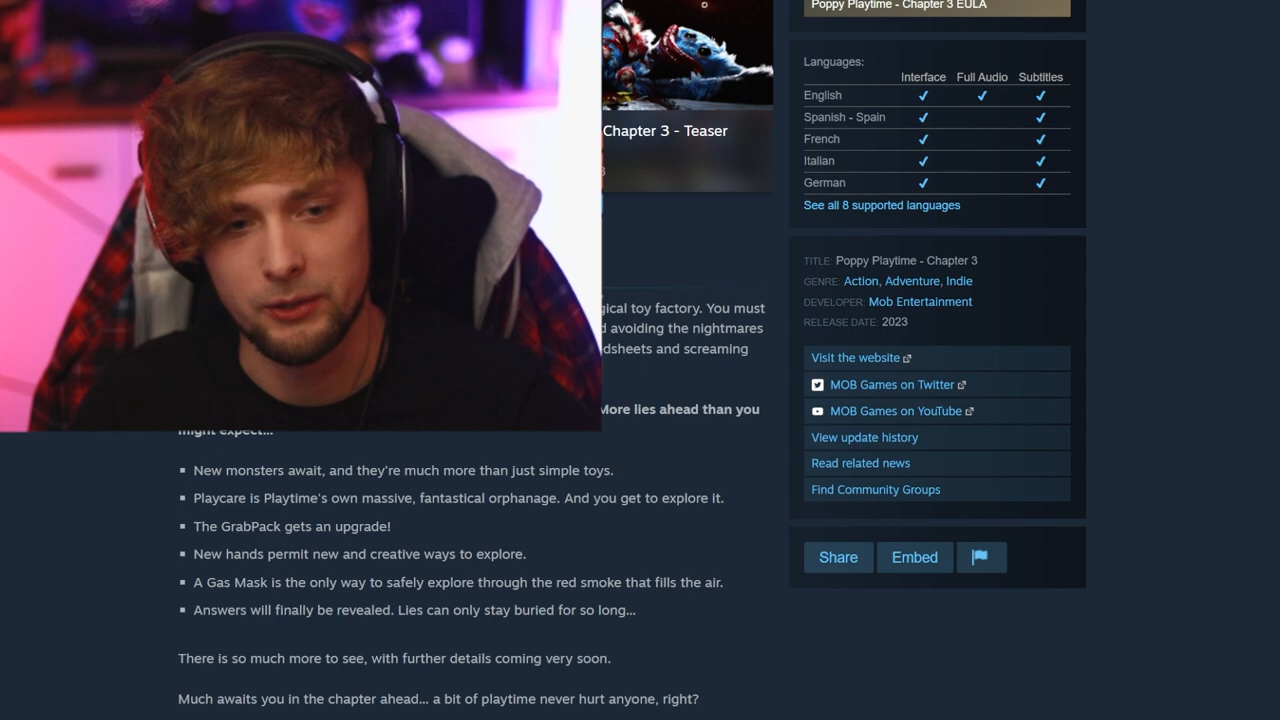 Poppy Playtime - Chapter 3 EULA
Chapter 3 - Teaser
Languages:
Interface Full Audio Subtitles
English ✔ ✔ ✔
Spanish - Spain ✔ ✔
French ✔ ✔
Italian ✔ ✔
German ✔ ✔
See all 8 supported languages
TITLE: Poppy Playtime - Chapter 3
GENRE: Action, Adventure, Indie
DEVELOPER: Mob Entertainment
RELEASE DATE: 2023
Visit the website
MOB Games on Twitter
MOB Games on YouTube
View update history
Read related news
Find Community Groups
Share Embed
gical toy factory. You must
d avoiding the nightmares
dsheets and screaming
More lies ahead than you
might expect...
▪ New monsters await, and they're much more than just simple toys.
▪ Playcare is Playtime's own massive, fantastical orphanage. And you get to explore it.
▪ The GrabPack gets an upgrade!
▪ New hands permit new and creative ways to explore.
▪ A Gas Mask is the only way to safely explore through the red smoke that fills the air.
▪ Answers will finally be revealed. Lies can only stay buried for so long...
There is so much more to see, with further details coming very soon.
Much awaits you in the chapter ahead... a bit of playtime never hurt anyone, right?